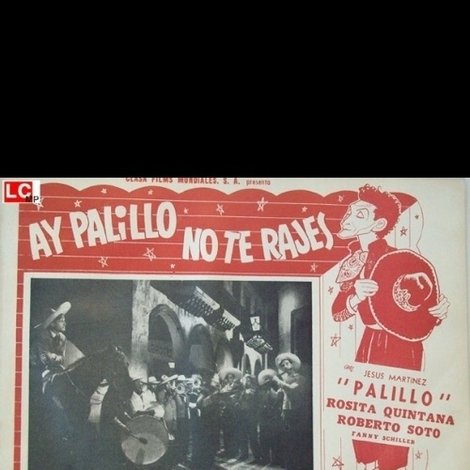 LC
MP
CLASA FILMS MUNDIALES, S. A. presenta
AY PALILLO
NO TE RAJES
JESUS MARTINEZ
"PALILLO"
ROSITA QUINTANA
ROBERTO SOTO
FANNY SCHILLER